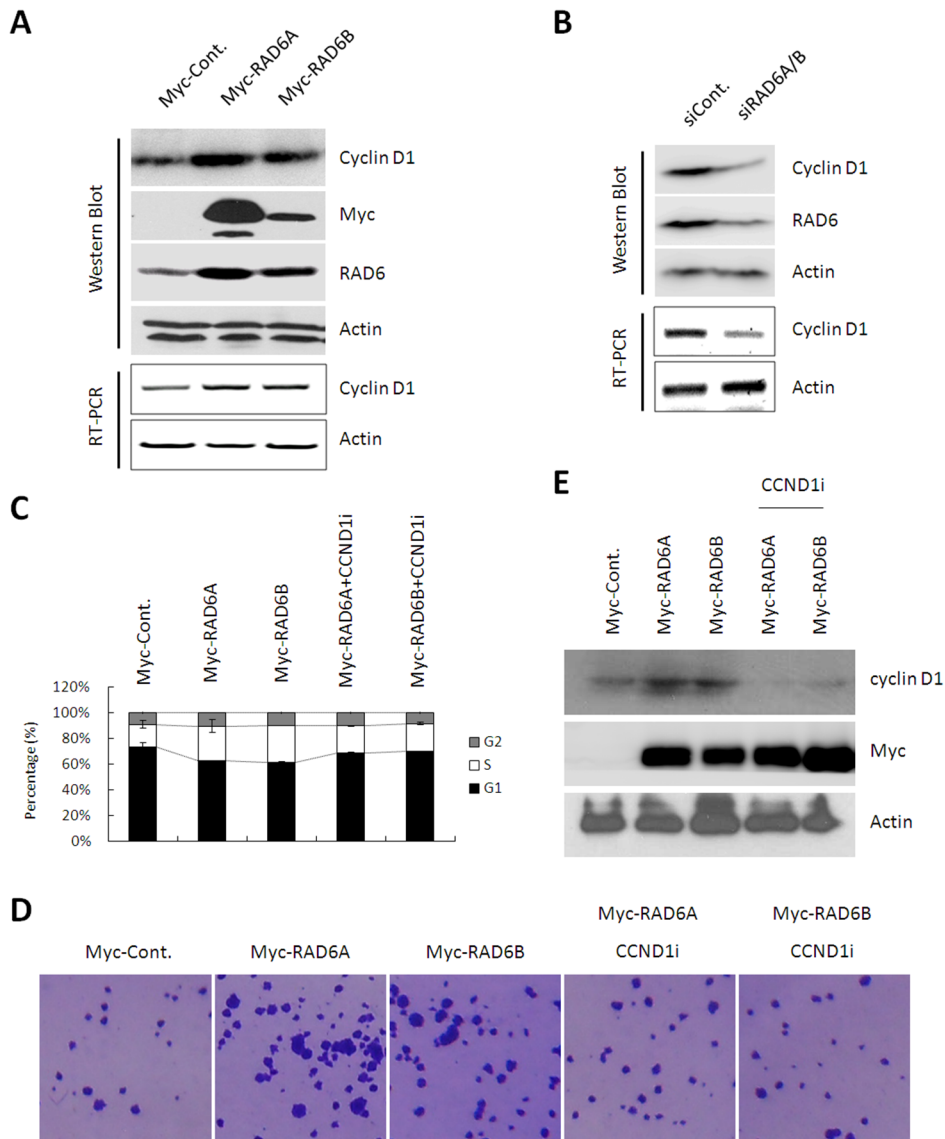 A
Myc-Cont.
Myc-RAD6A
Myc-RAD6B
Western Blot
Cyclin D1
Myc
RAD6
Actin
RT-PCR
Cyclin D1
Actin
B
siCont.
siRAD6A/B
Western Blot
Cyclin D1
RAD6
Actin
RT-PCR
Cyclin D1
Actin
C
Myc-Cont.
Myc-RAD6A
Myc-RAD6B
Myc-RAD6A+CCND1i
Myc-RAD6B+CCND1i
Percentage (%)
120%
100%
80%
60%
40%
20%
0%
G2
S
G1
E
CCND1i
Myc-Cont.
Myc-RAD6A
Myc-RAD6B
Myc-RAD6A
Myc-RAD6B
cyclin D1
Myc
Actin
D
Myc-Cont.
Myc-RAD6A
Myc-RAD6B
Myc-RAD6A
CCND1i
Myc-RAD6B
CCND1i